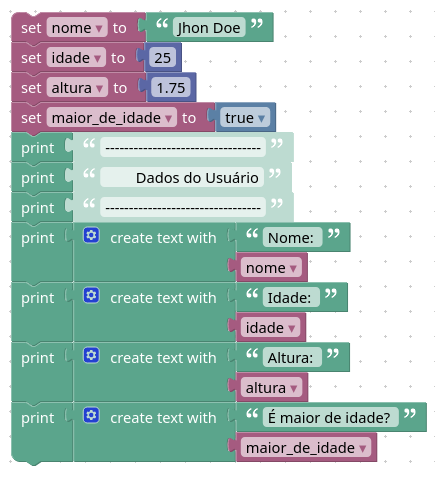 set nome ▾ to “ Jhon Doe ”
set idade ▾ to 25
set altura ▾ to 1.75
set maior_de_idade ▾ to true ▾
print “ ------------------------------- ”
print “ Dados do Usuário ”
print “ -------------------------------- ”
print create text with “ Nome: ”
nome ▾
print create text with “ Idade: ”
idade ▾
print create text with “ Altura: ”
altura ▾
print create text with “ É maior de idade? ”
maior_de_idade ▾